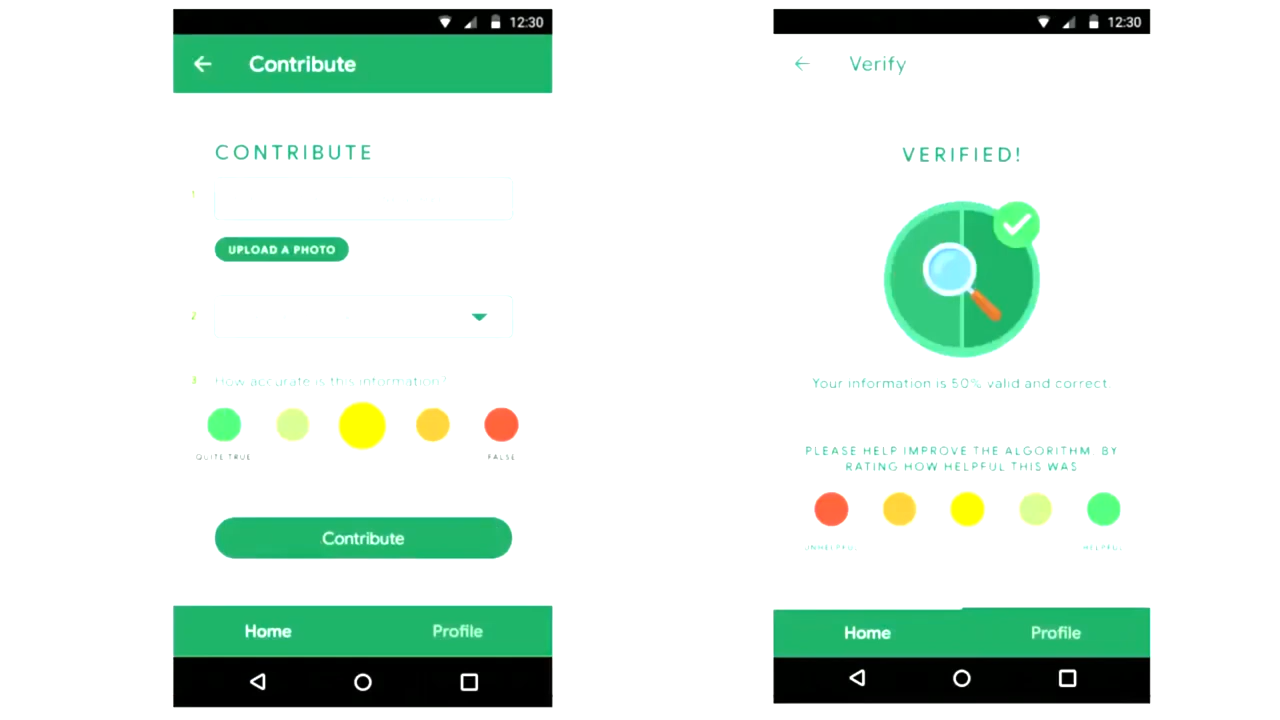 12:30
Contribute
CONTRIBUTE
1
UPLOAD A PHOTO
2
3 How accurate is this information?
QUITE TRUE FALSE
Contribute
Home Profile
12:30
Verify
VERIFIED!
Your information is 50% valid and correct.
PLEASE HELP IMPROVE THE ALGORITHM BY
RATING HOW HELPFUL THIS WAS
UNHELPFUL HELPFUL
Home Profile